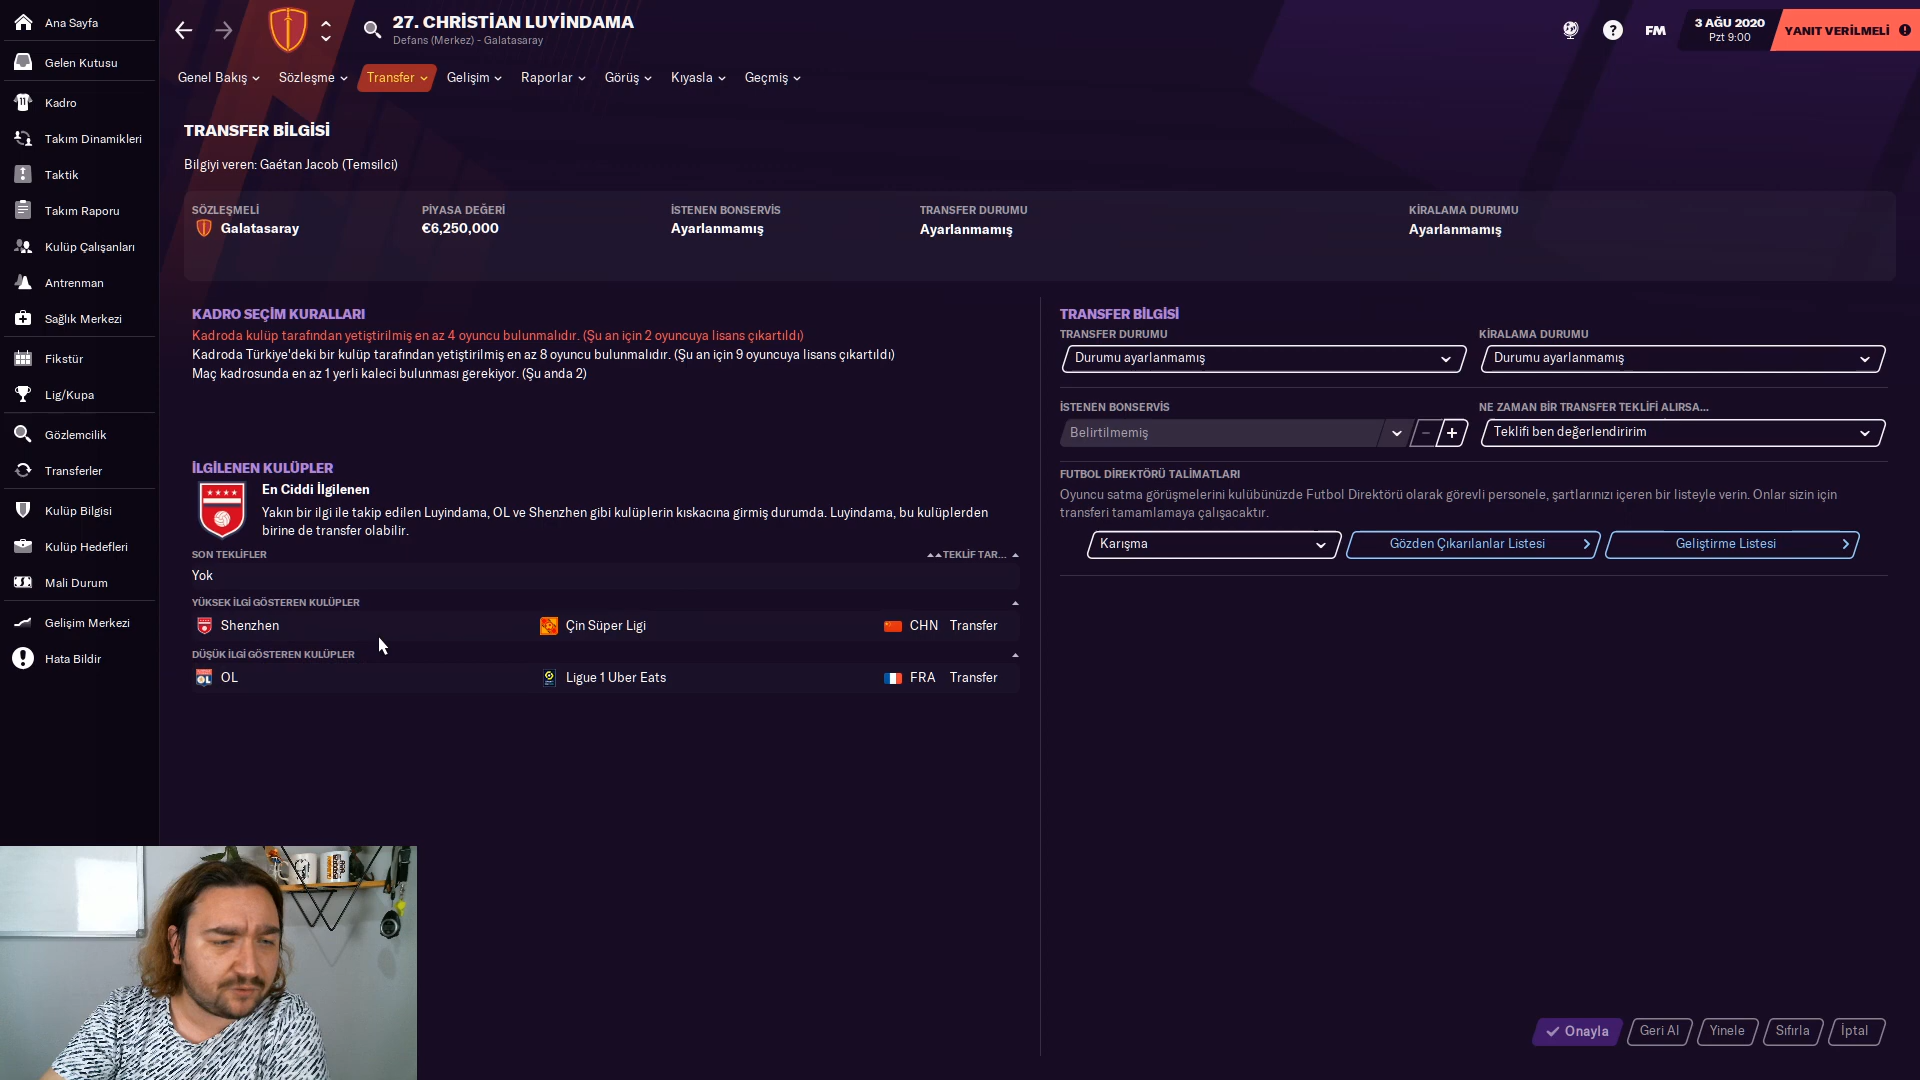 Ana Sayfa
Gelen Kutusu
Kadro
Takım Dinamikleri
Taktik
Takım Raporu
Kulüp Çalışanları
Antrenman
Sağlık Merkezi
Fikstür
Lig/Kupa
Gözlemcilik
Transferler
Kulüp Bilgisi
Kulüp Hedefleri
Mali Durum
Gelişim Merkezi
Hata Bildir
27. CHRİSTİAN LUYİNDAMA
Defans (Merkez) - Galatasaray
FM
3 AĞU 2020
Pzt 9:00
YANIT VERİLMELİ
Genel Bakış
Sözleşme
Transfer
Gelişim
Raporlar
Görüş
Kıyasla
Geçmiş
TRANSFER BİLGİSİ
Bilgiyi veren: Gaétan Jacob (Temsilci)
SÖZLEŞMELİ
Galatasaray
PİYASA DEĞERİ
€6,250,000
İSTENEN BONSERVİS
Ayarlanmamış
TRANSFER DURUMU
Ayarlanmamış
KİRALAMA DURUMU
Ayarlanmamış
KADRO SEÇİM KURALLARI
Kadroda kulüp tarafından yetiştirilmiş en az 4 oyuncu bulunmalıdır. (Şu an için 2 oyuncuya lisans çıkartıldı)
Kadroda Türkiye'deki bir kulüp tarafından yetiştirilmiş en az 8 oyuncu bulunmalıdır. (Şu an için 9 oyuncuya lisans çıkartıldı)
Maç kadrosunda en az 1 yerli kaleci bulunması gerekiyor. (Şu anda 2)
İLGİLENEN KULÜPLER
En Ciddi İlgilenen
Yakın bir ilgi ile takip edilen Luyindama, OL ve Shenzhen gibi kulüplerin kıskacına girmiş durumda. Luyindama, bu kulüplerden
birine de transfer olabilir.
SON TEKLİFLER
TEKLİF TAR...
Yok
YÜKSEK İLGİ GÖSTEREN KULÜPLER
Shenzhen
Çin Süper Ligi
CHN
Transfer
DÜŞÜK İLGİ GÖSTEREN KULÜPLER
OL
Ligue 1 Uber Eats
FRA
Transfer
TRANSFER BİLGİSİ
TRANSFER DURUMU
Durumu ayarlanmamış
KİRALAMA DURUMU
Durumu ayarlanmamış
İSTENEN BONSERVİS
Belirtilmemiş
NE ZAMAN BİR TRANSFER TEKLİFİ ALIRSA...
Teklifi ben değerlendiririm
FUTBOL DİREKTÖRÜ TALİMATLARI
Oyuncu satma görüşmelerini kulübünüzde Futbol Direktörü olarak görevli personele, şartlarınızı içeren bir listeyle verin. Onlar sizin için
transferi tamamlamaya çalışacaktır.
Karışma
Gözden Çıkarılanlar Listesi
Geliştirme Listesi
Onayla
Geri Al
Yinele
Sıfırla
İptal